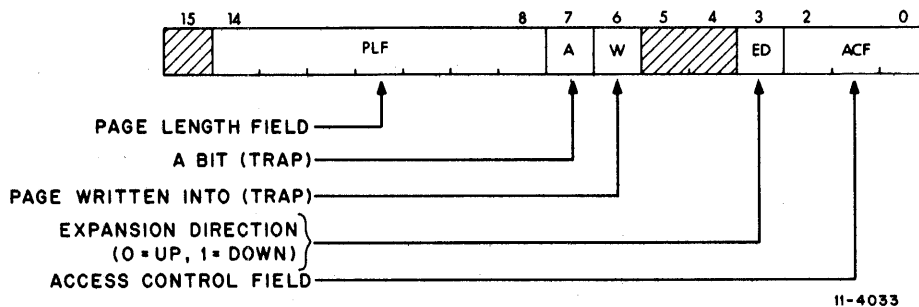 15 14 8 7 6 5 4 3 2 0
PLF A W ED ACF
PAGE LENGTH FIELD
A BIT (TRAP)
PAGE WRITTEN INTO (TRAP)
EXPANSION DIRECTION
(0 = UP, 1 = DOWN)
ACCESS CONTROL FIELD
11-4033